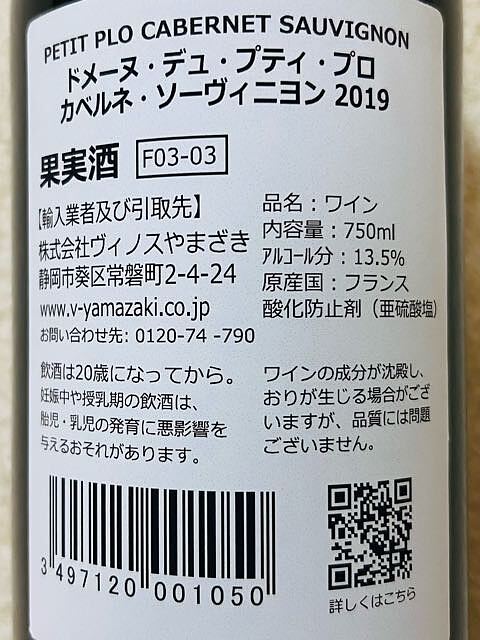 PETIT PLO CABERNET SAUVIGNON
ドメーヌ・デュ・プティ・プロ
カベルネ・ソーヴィニヨン 2019
果実酒 F03-03
【輸入業者及び引取先】
株式会社ヴィノスやまざき
静岡市葵区常磐町2-4-24
www.v-yamazaki.co.jp
お問い合わせ先: 0120-74 -790
品名：ワイン
内容量：750ml
アルコール分：13.5%
原産国：フランス
酸化防止剤（亜硫酸塩）
飲酒は20歳になってから。
妊娠中や授乳期の飲酒は、
胎児・乳児の発育に悪影響を
与えるおそれがあります。
ワインの成分が沈殿し、
おりが生じる場合がござ
いますが、品質には問題
ございません。
3 497120 001050
詳しくはこちら